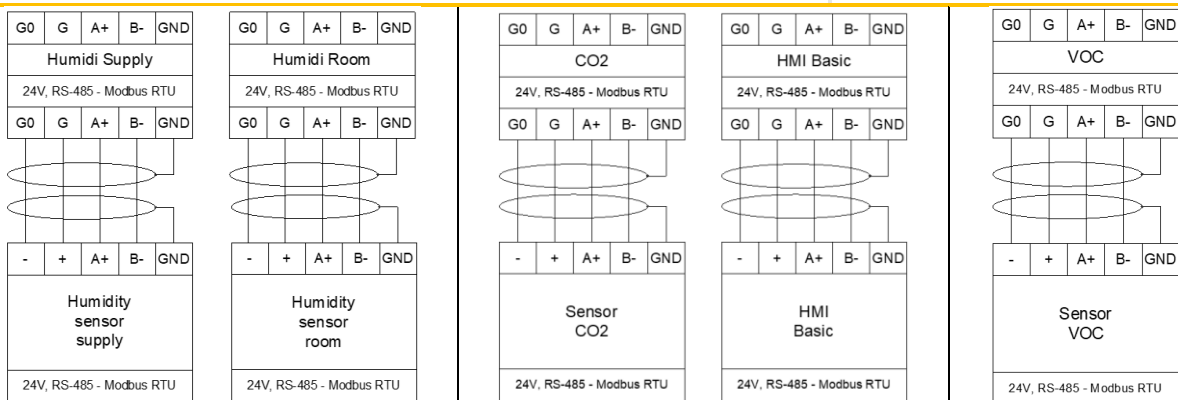 G0 G A+ B- GND
Humidi Supply
24V, RS-485 - Modbus RTU
G0 G A+ B- GND
- + A+ B- GND
Humidity
sensor
supply
24V, RS-485 - Modbus RTU
G0 G A+ B- GND
Humidi Room
24V, RS-485 - Modbus RTU
G0 G A+ B- GND
- + A+ B- GND
Humidity
sensor
room
24V, RS-485 - Modbus RTU
G0 G A+ B- GND
CO2
24V, RS-485 - Modbus RTU
G0 G A+ B- GND
- + A+ B- GND
Sensor
CO2
24V, RS-485 - Modbus RTU
G0 G A+ B- GND
HMI Basic
24V, RS-485 - Modbus RTU
G0 G A+ B- GND
- + A+ B- GND
HMI
Basic
24V, RS-485 - Modbus RTU
G0 G A+ B- GND
VOC
24V, RS-485 - Modbus RTU
G0 G A+ B- GND
- + A+ B- GND
Sensor
VOC
24V, RS-485 - Modbus RTU